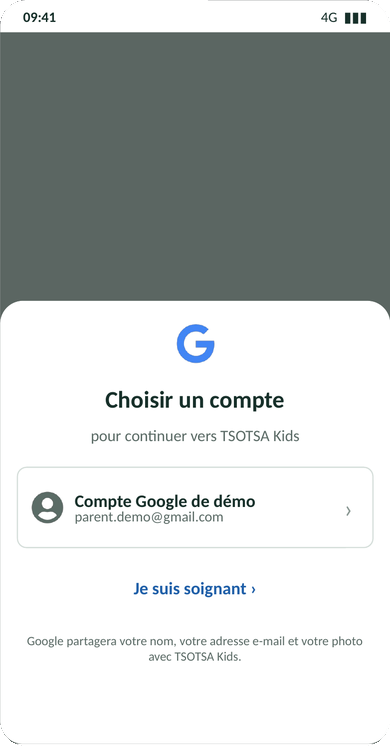 09:41
4G
Choisir un compte
pour continuer vers TSOTSA Kids
Compte Google de démo
parent.demo@gmail.com
›
Je suis soignant ›
Google partagera votre nom, votre adresse e-mail et votre photo
avec TSOTSA Kids.